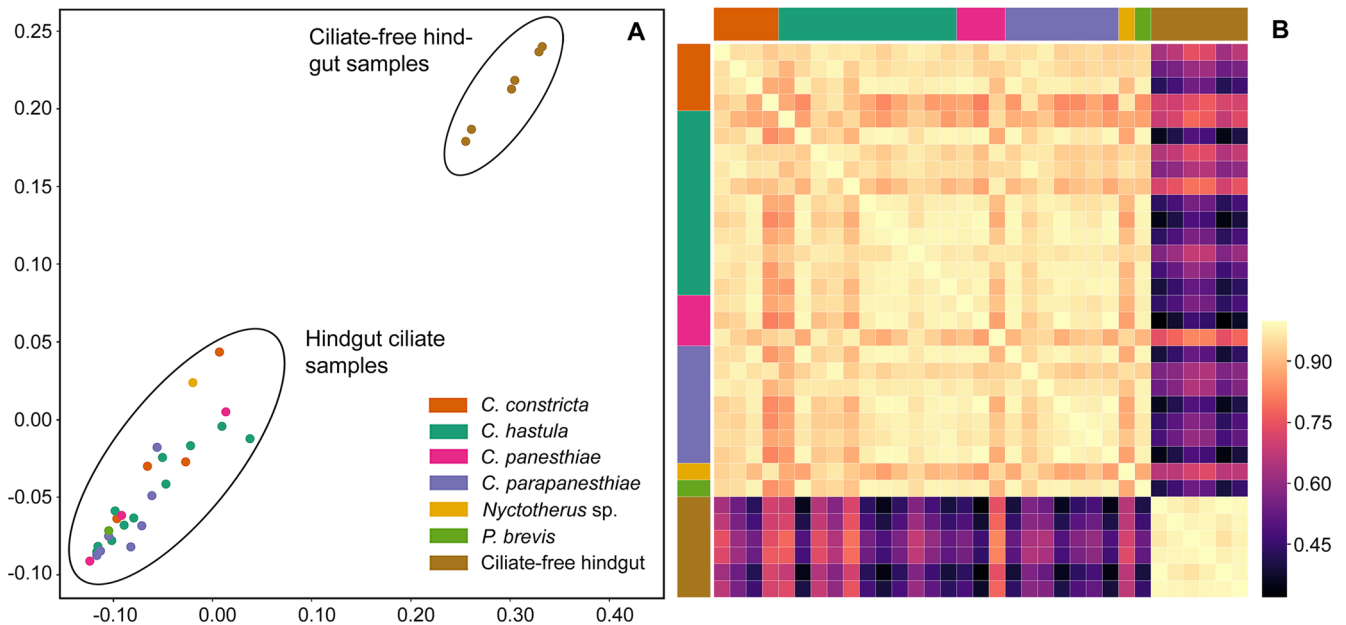 A
B
0.25
0.20
0.15
0.10
0.05
0.00
-0.05
-0.10
-0.10
0.00
0.10
0.20
0.30
0.40
Ciliate-free hind-
gut samples
Hindgut ciliate
samples
C. constricta
C. hastula
C. panesthiae
C. parapanesthiae
Nyctotherus sp.
P. brevis
Ciliate-free hindgut
0.90
0.75
0.60
0.45